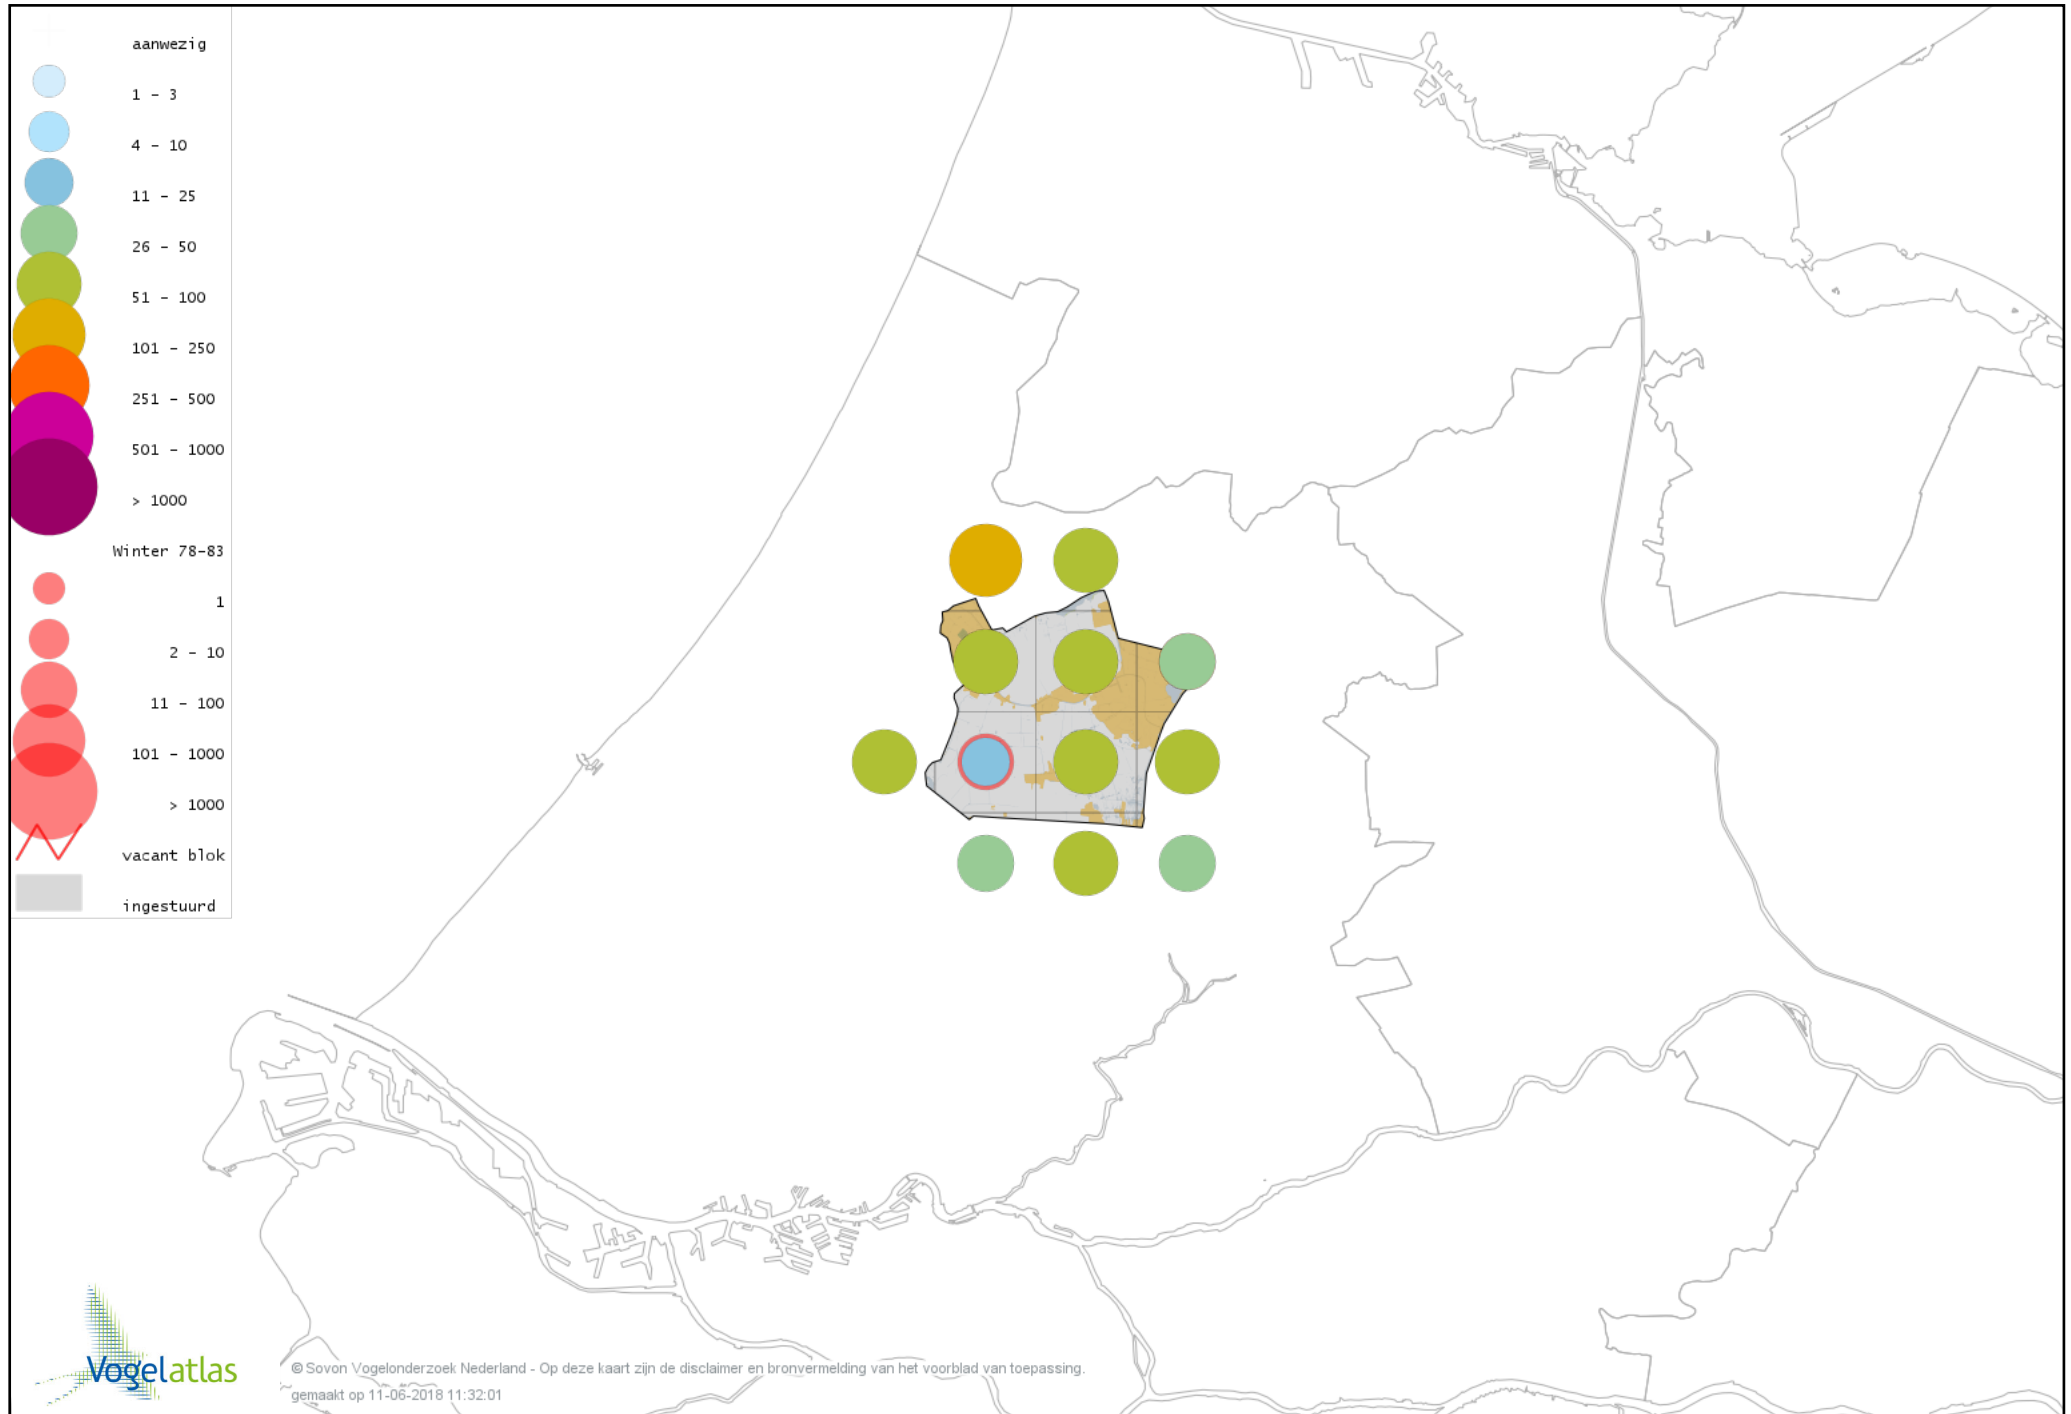 aanwezig
1 - 3
4 - 10
11 - 25
26 - 50
51 - 100
101 - 250
251 - 500
501 - 1000
> 1000
Winter 78-83
1
2 - 10
11 - 100
101 - 1000
> 1000
vacant blok
ingestuurd
Vogelatlas
© Sovon Vogelonderzoek Nederland - Op deze kaart zijn de disclaimer en bronvermelding van het voorblad van toepassing.
gemaakt op 11-06-2018 11:32:01